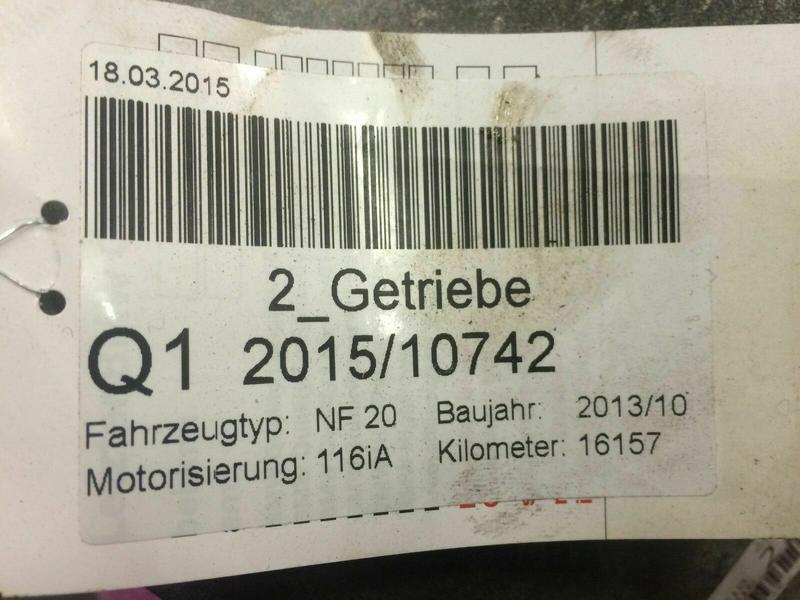 18.03.2015
2_Getriebe
Q1 2015/10742
Fahrzeugtyp: NF 20 Baujahr: 2013/10
Motorisierung: 116iA Kilometer: 16157